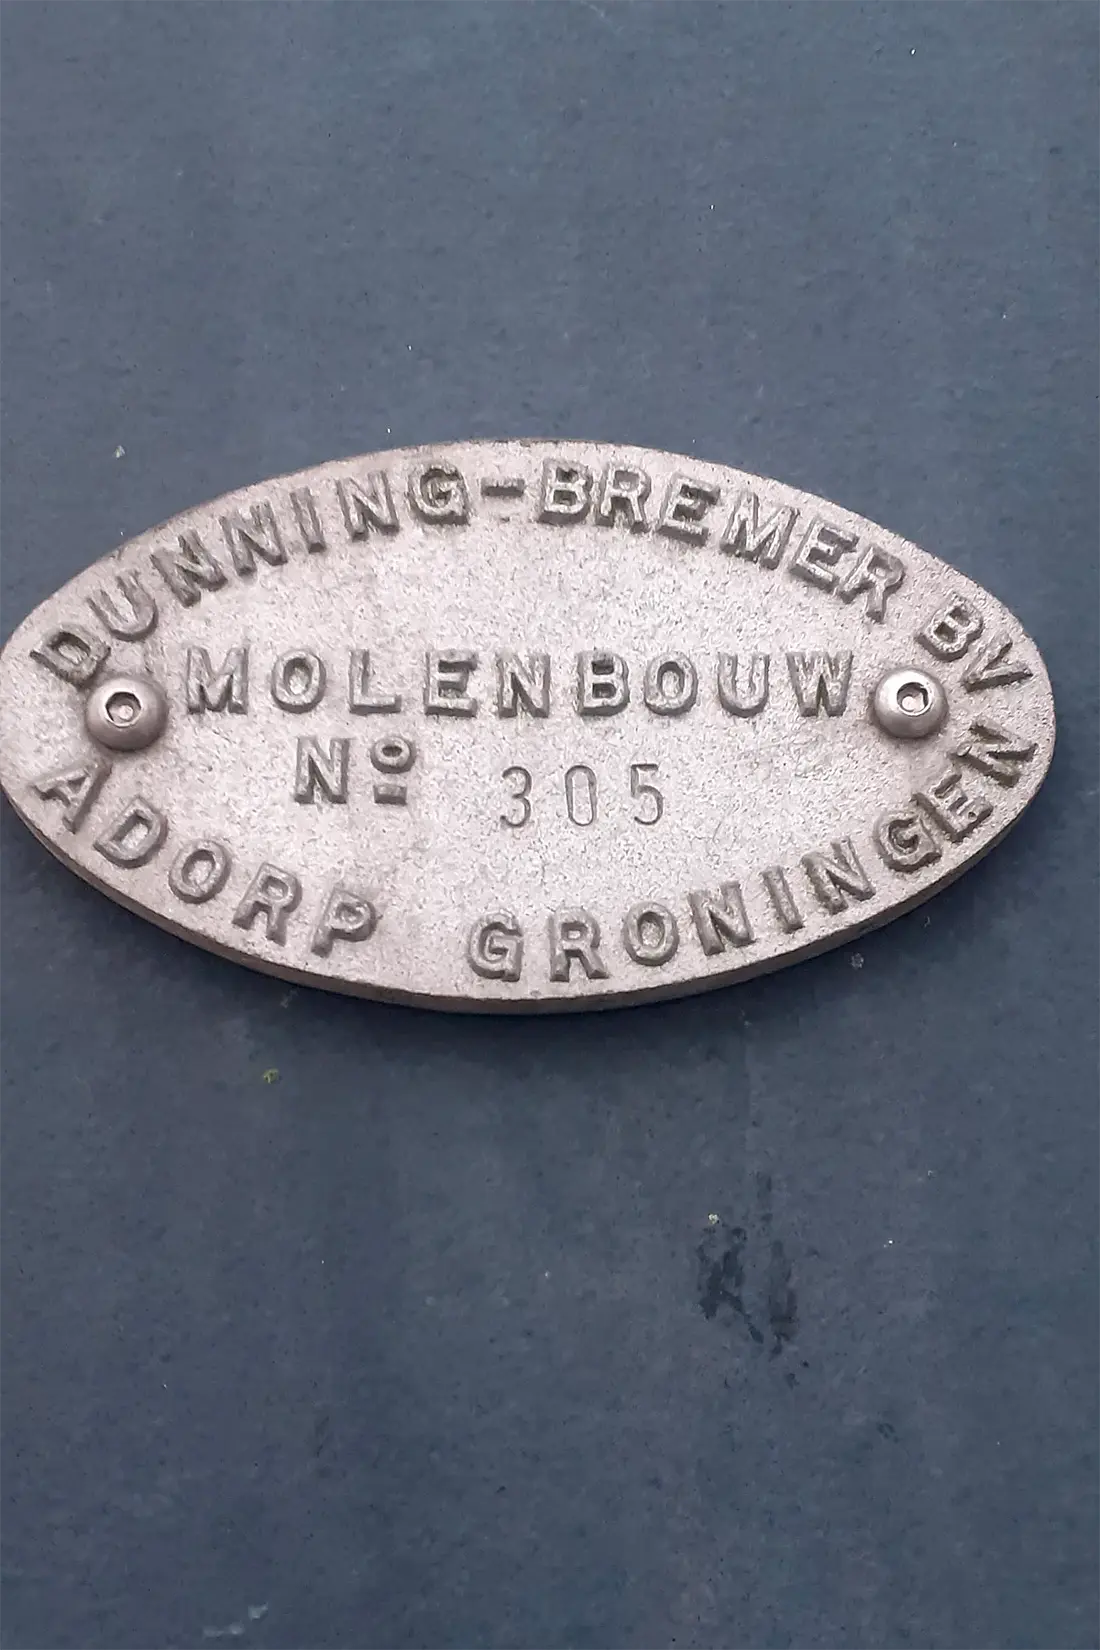 DUNNING-BREMER BV
MOLENBOUW
Nº 305
ADORP GRONINGEN